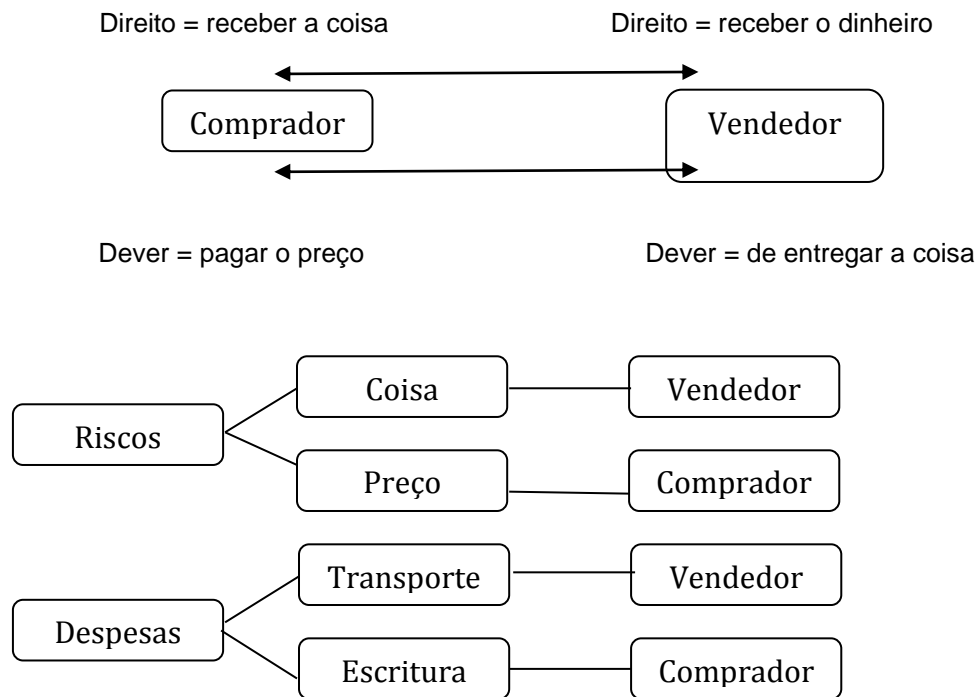 Direito = receber a coisa Direito = receber o dinheiro
Comprador Vendedor
Dever = pagar o preço Dever = de entregar a coisa
Coisa Vendedor
Riscos
Preço Comprador
Transporte Vendedor
Despesas
Escritura Comprador